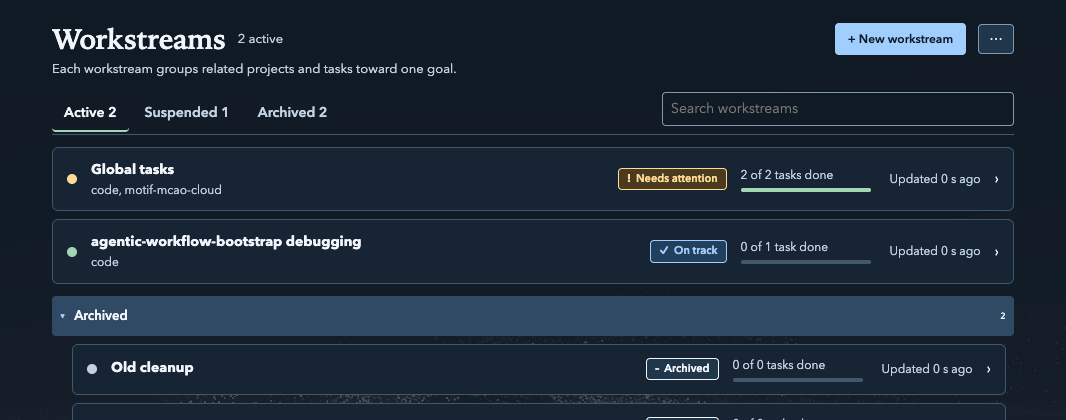 Workstreams 2 active
+ New workstream
...
Each workstream groups related projects and tasks toward one goal.
Active 2 Suspended 1 Archived 2
Search workstreams
Global tasks
code, motif-mcao-cloud
! Needs attention
2 of 2 tasks done
Updated 0 s ago ›
agentic-workflow-bootstrap debugging
code
✓ On track
0 of 1 task done
Updated 0 s ago ›
▾ Archived 2
Old cleanup
– Archived
0 of 0 tasks done
Updated 0 s ago ›